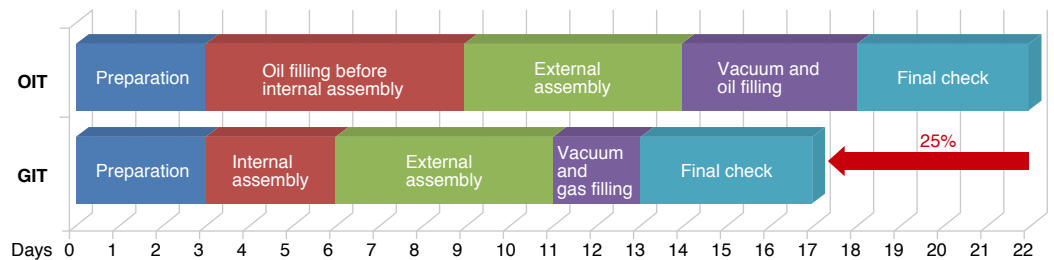 OIT
Preparation
Oil filling before
internal assembly
External
assembly
Vacuum and
oil filling
Final check
GIT
Preparation
Internal
assembly
External
assembly
Vacuum
and
gas filling
Final check
25%
Days 0 1 2 3 4 5 6 7 8 9 10 11 12 13 14 15 16 17 18 19 20 21 22